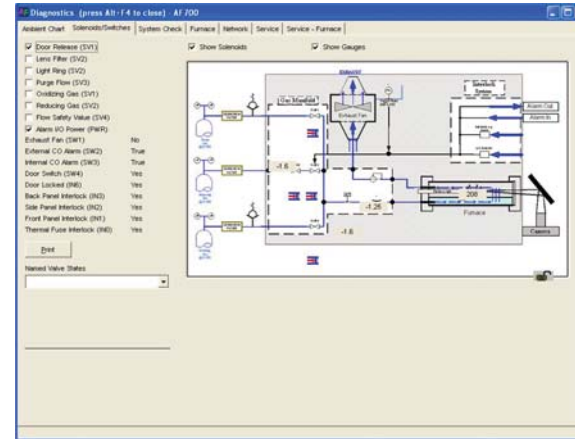 Diagnostics (press Alt-F4 to close) - AF700
Ambient Chart
Solenoids/Switches
System Check
Furnace
Network
Service
Service - Furnace
Door Release (SV1)
Show Solenoids
Show Gauges
Lens Filter (SV2)
Light Ring (SV2)
Purge Flow (SV3)
Oxidizing Gas (SV1)
Reducing Gas (SV2)
Flow Safety Value (SV4)
Alarm I/O Power (PWR)
Exhaust Fan (SW1) No
External CO Alarm (SW2) True
Internal CO Alarm (SW3) True
Door Switch (SW4) Yes
Door Locked (IN6) Yes
Back Panel Interlock (IN3) Yes
Side Panel Interlock (IN2) Yes
Front Panel Interlock (IN1) Yes
Thermal Fuse Interlock (IN0) Yes
Print
Named Valve States
EXHAUST
Gas Manifold
Exhaust Fan
Interlock
System
Alarm Out
Alarm In
-1.6
-1.26
-1.6
208
Furnace
Camera